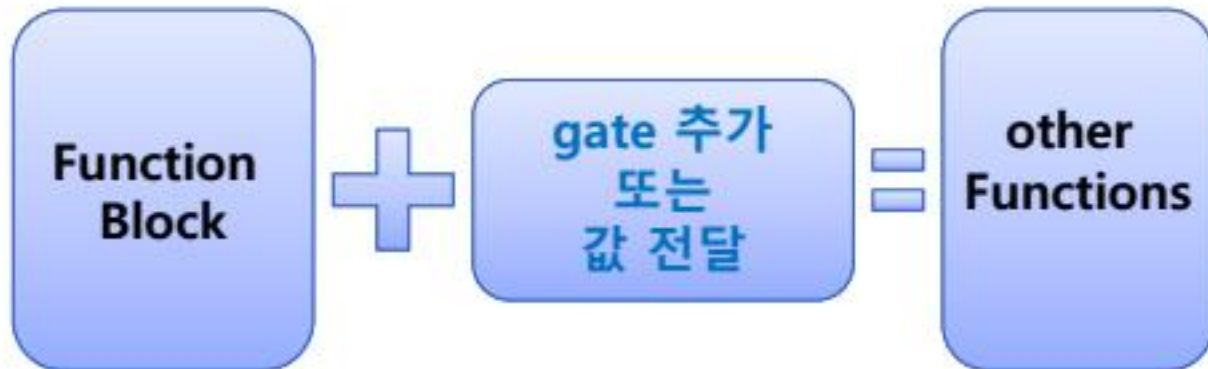 Function
Block
gate 추가
또는
값 전달
other
Functions